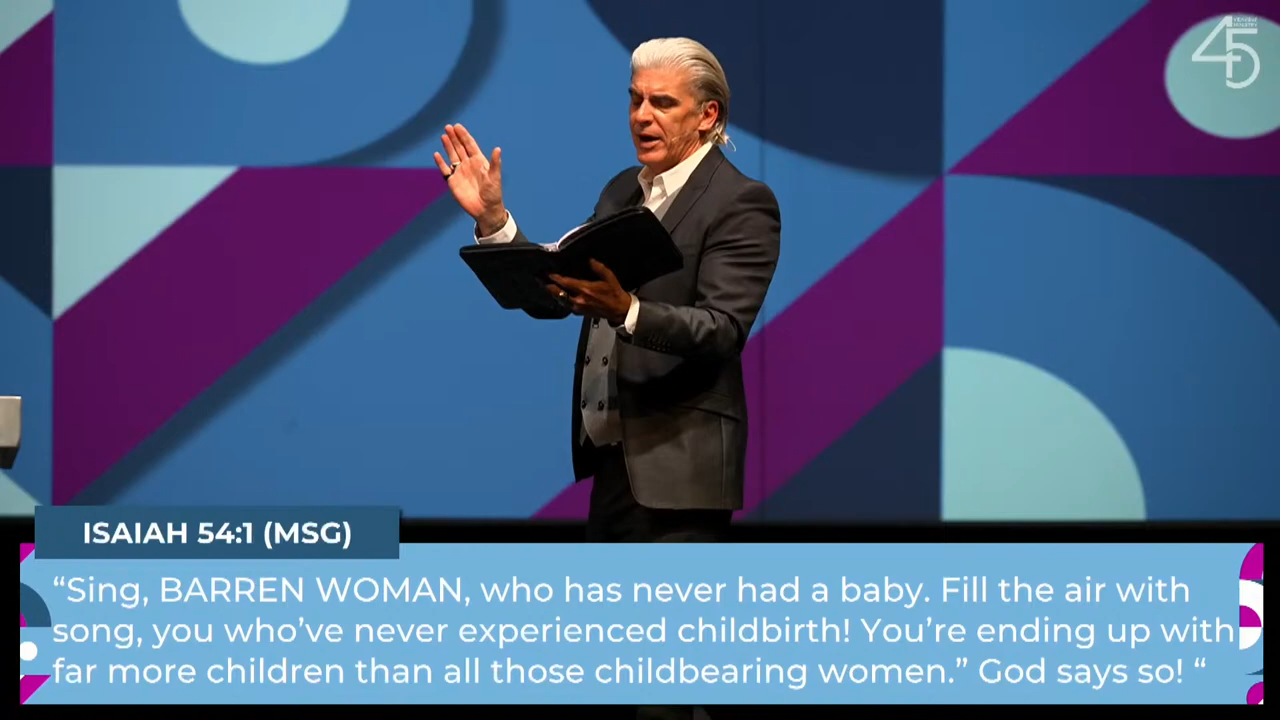 45
ISAIAH 54:1 (MSG)
“Sing, BARREN WOMAN, who has never had a baby. Fill the air with
song, you who’ve never experienced childbirth! You’re ending up with
far more children than all those childbearing women.” God says so! “